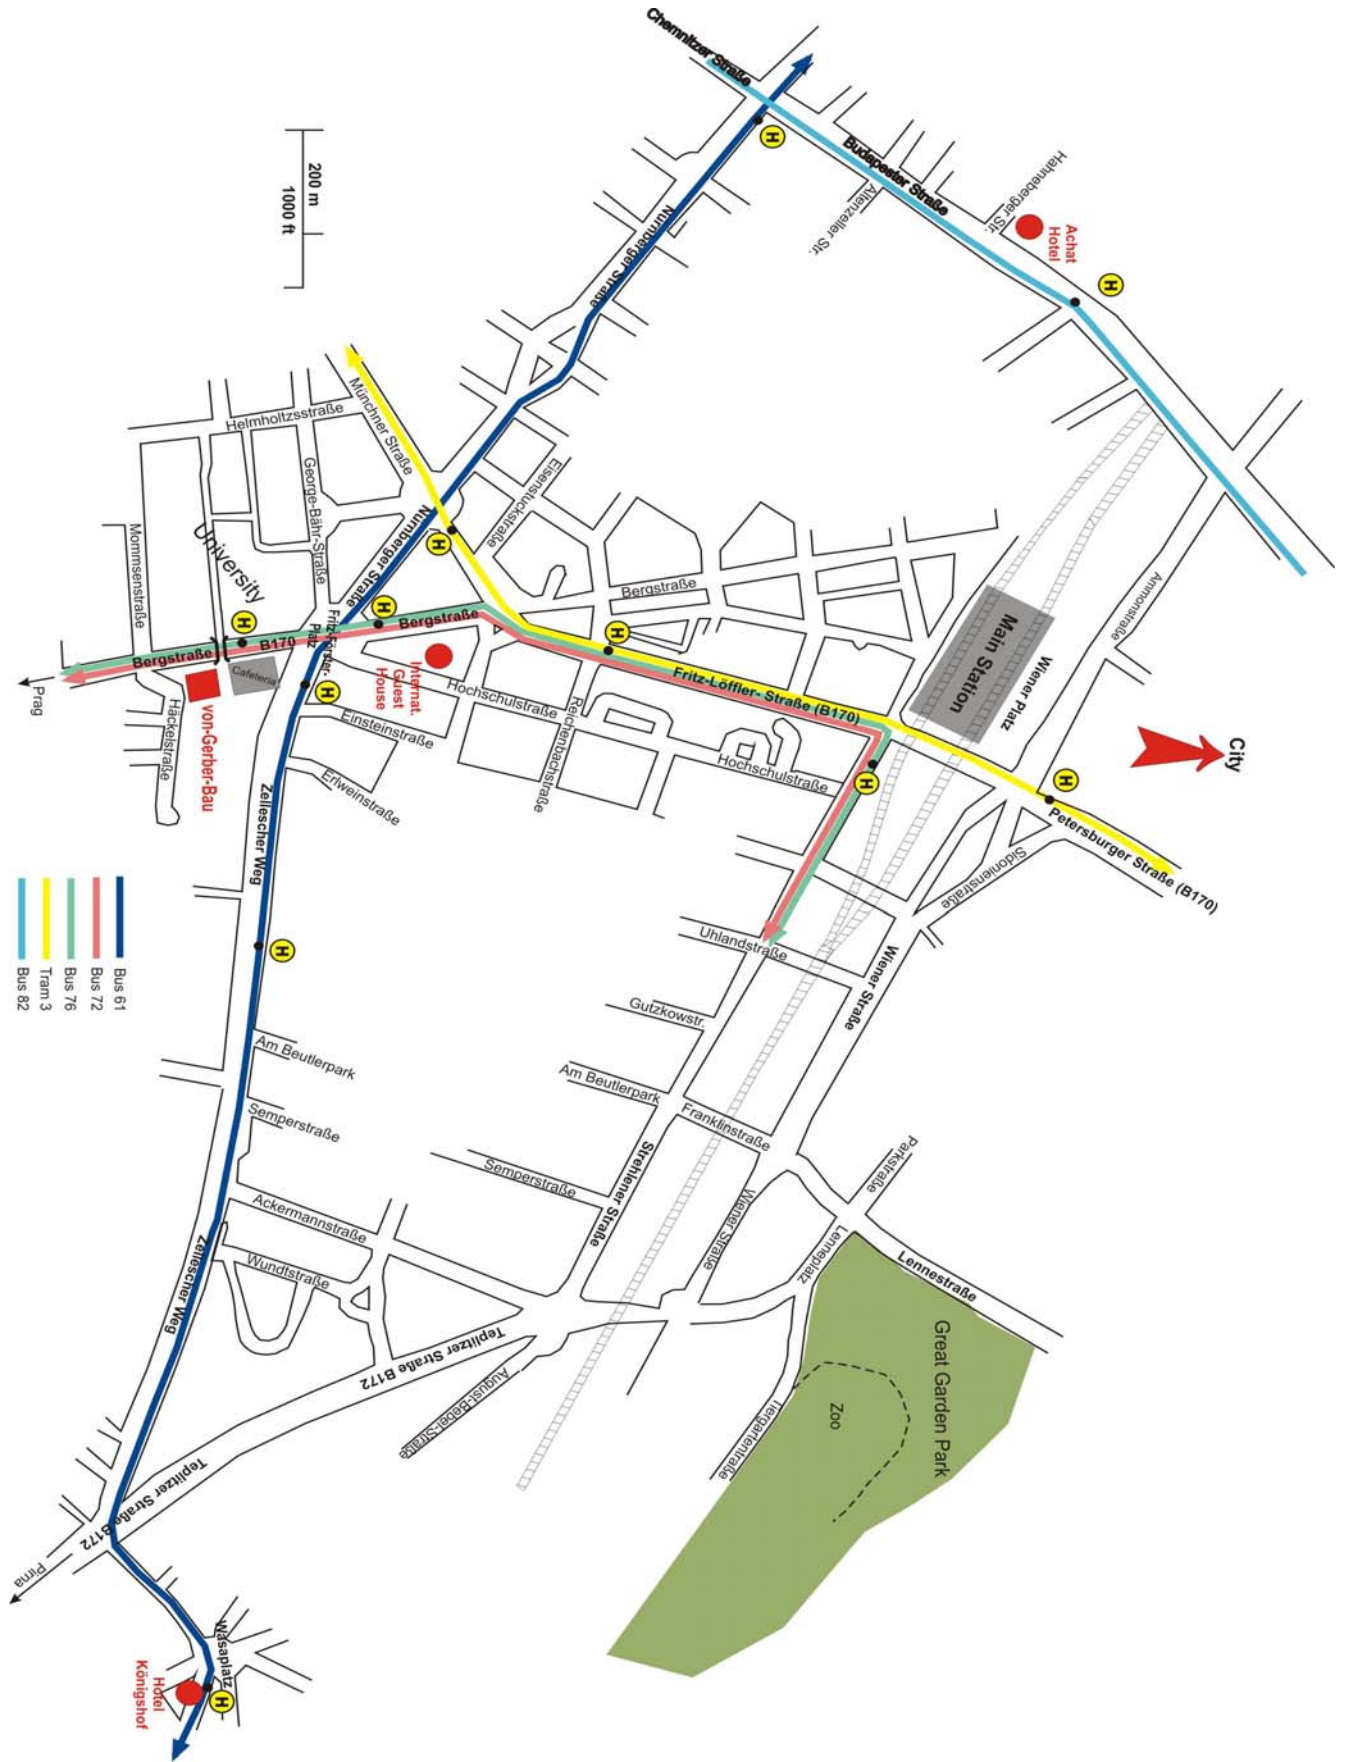 Chemnitzer Straße
Budapester Straße
Altenzeller Str.
Hahneberger Str.
Achat
Hotel
H
H
200 m
1000 ft
Nürnberger Straße
Münchner Straße
Helmholtzsstraße
George-Bähr-Straße
Eisenstuckstraße
Nürnberger Straße
H
Mommsenstraße
University
H
H
Fritz-Förster-
Platz
Bergstraße
B170
Bergstraße
Bergstraße
H
Prag
Cafeteria
von-Gerber-Bau
Häckelstraße
H
Internat.
Guest
House
Hochschulstraße
Einsteinstraße
Erlweinstraße
Reichenbachstraße
Fritz-Löffler- Straße (B170)
Hochschulstraße
H
Main Station
Wiener Platz
Ammonstraße
City
H
Petersburger Straße (B170)
Sidonienstraße
Uhlandstraße
Wiener Straße
Gutzkowstr.
Am Beutlerpark
Franklinstraße
Strehlener Straße
Semperstraße
Wiener Straße
Parkstraße
Lenneplatz
Lennestraße
Great Garden Park
Zoo
Tiergartenstraße
Zellescher Weg
H
Am Beutlerpark
Semperstraße
Ackermannstraße
Wundtstraße
Zellescher Weg
Teplitzer Straße B172
August-Bebel-Straße
Teplitzer Straße B172
Pirna
Wasaplatz
H
Hotel
Königshof
Bus 61
Bus 72
Bus 76
Tram 3
Bus 82